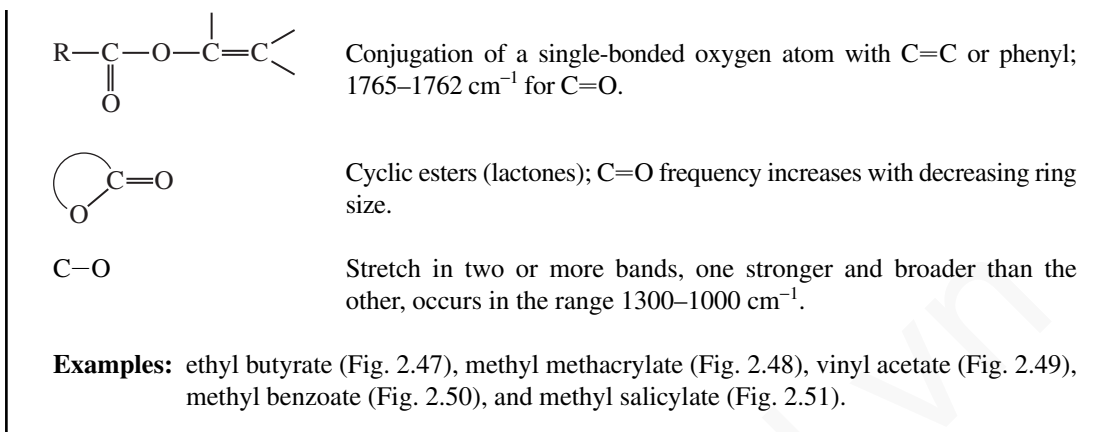 R—C—O—C=C
O
Conjugation of a single-bonded oxygen atom with C=C or phenyl;
1765–1762 cm⁻¹ for C=O.
C=O
O
Cyclic esters (lactones); C=O frequency increases with decreasing ring
size.
C−O
Stretch in two or more bands, one stronger and broader than the
other, occurs in the range 1300–1000 cm⁻¹.
Examples: ethyl butyrate (Fig. 2.47), methyl methacrylate (Fig. 2.48), vinyl acetate (Fig. 2.49),
methyl benzoate (Fig. 2.50), and methyl salicylate (Fig. 2.51).
vn